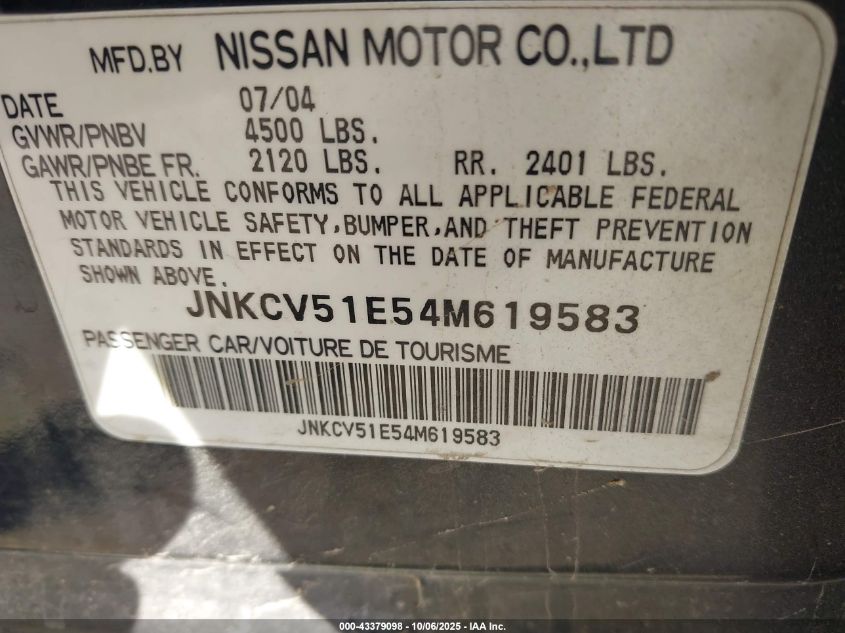 MFD.BY NISSAN MOTOR CO.,LTD
DATE 07/04
GVWR/PNBV 4500 LBS.
GAWR/PNBE FR. 2120 LBS. RR. 2401 LBS.
THIS VEHICLE CONFORMS TO ALL APPLICABLE FEDERAL
MOTOR VEHICLE SAFETY,BUMPER,AND THEFT PREVENTION
STANDARDS IN EFFECT ON THE DATE OF MANUFACTURE
SHOWN ABOVE.
JNKCV51E54M619583
PASSENGER CAR/VOITURE DE TOURISME
JNKCV51E54M619583
000-43379098 - 10/06/2025 - IAA Inc.